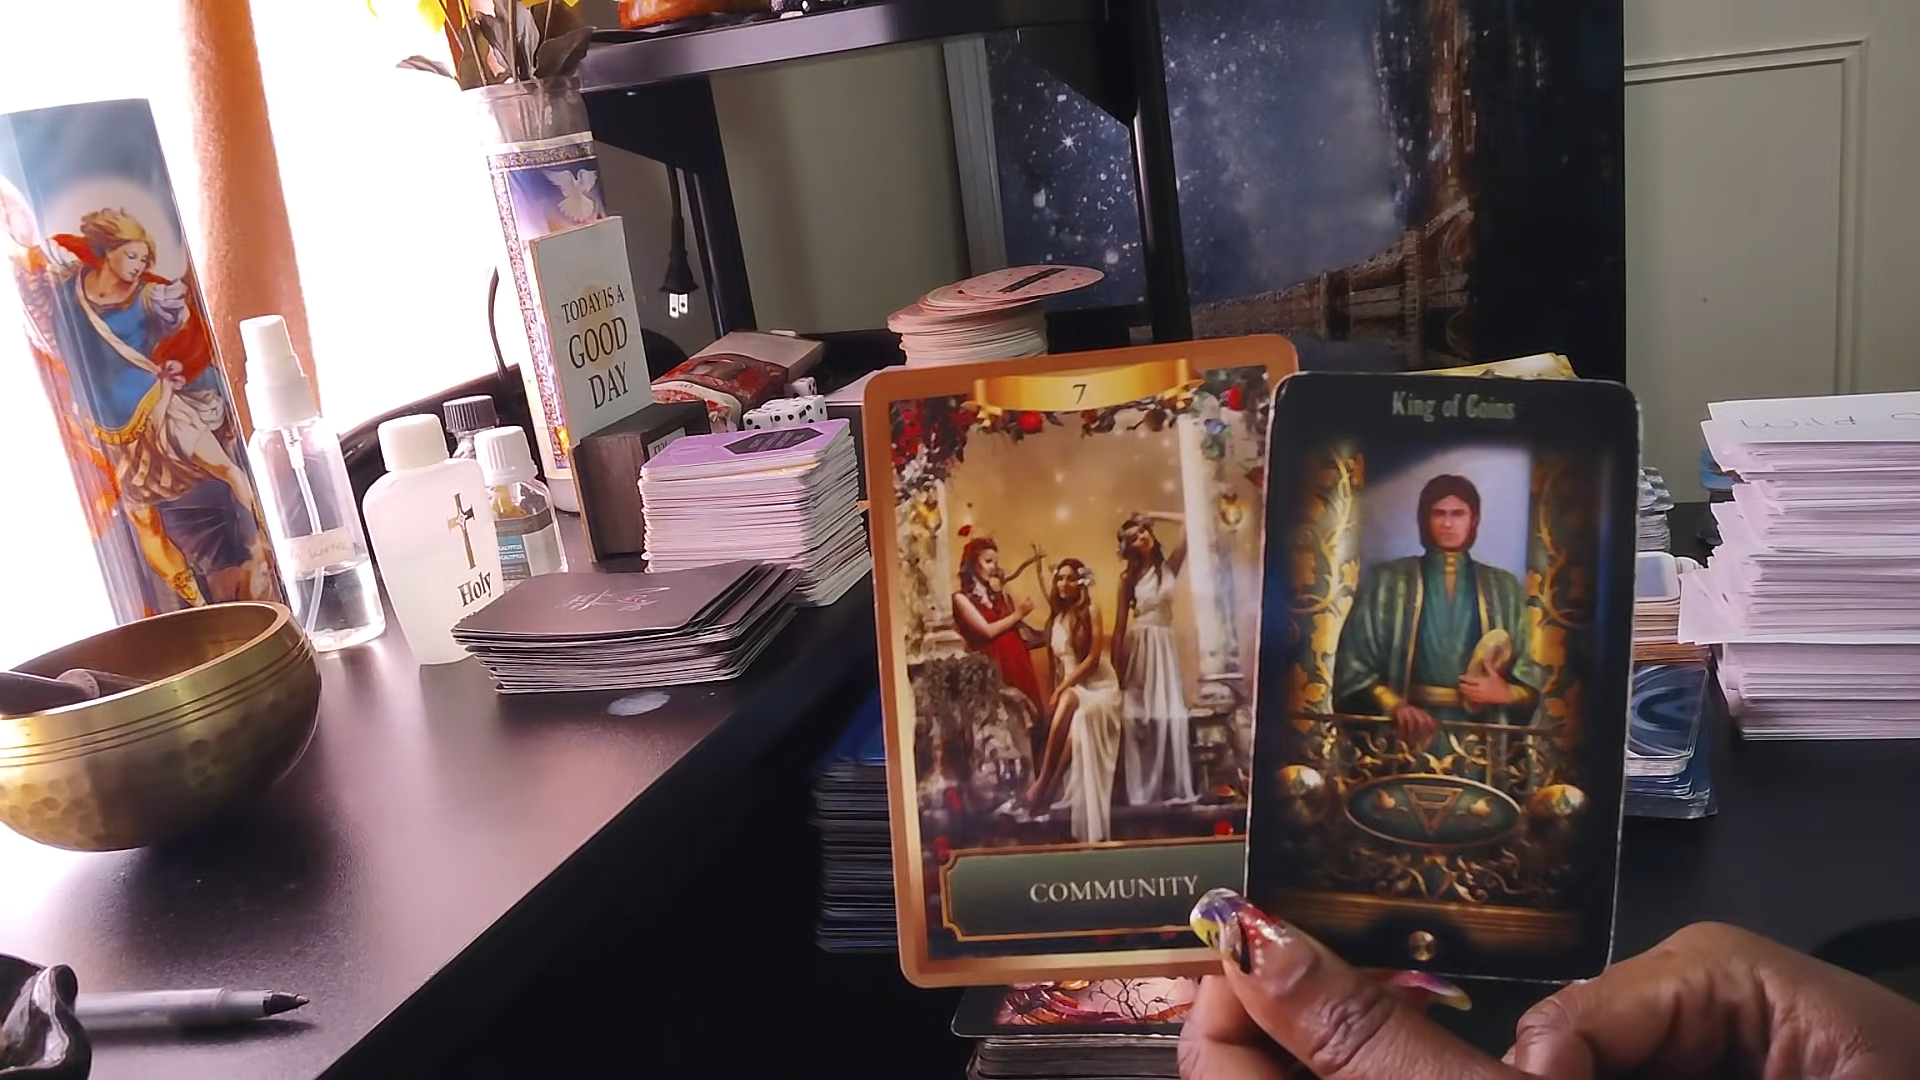 TODAY IS A
GOOD
DAY
Holy
7
COMMUNITY
King of Coins